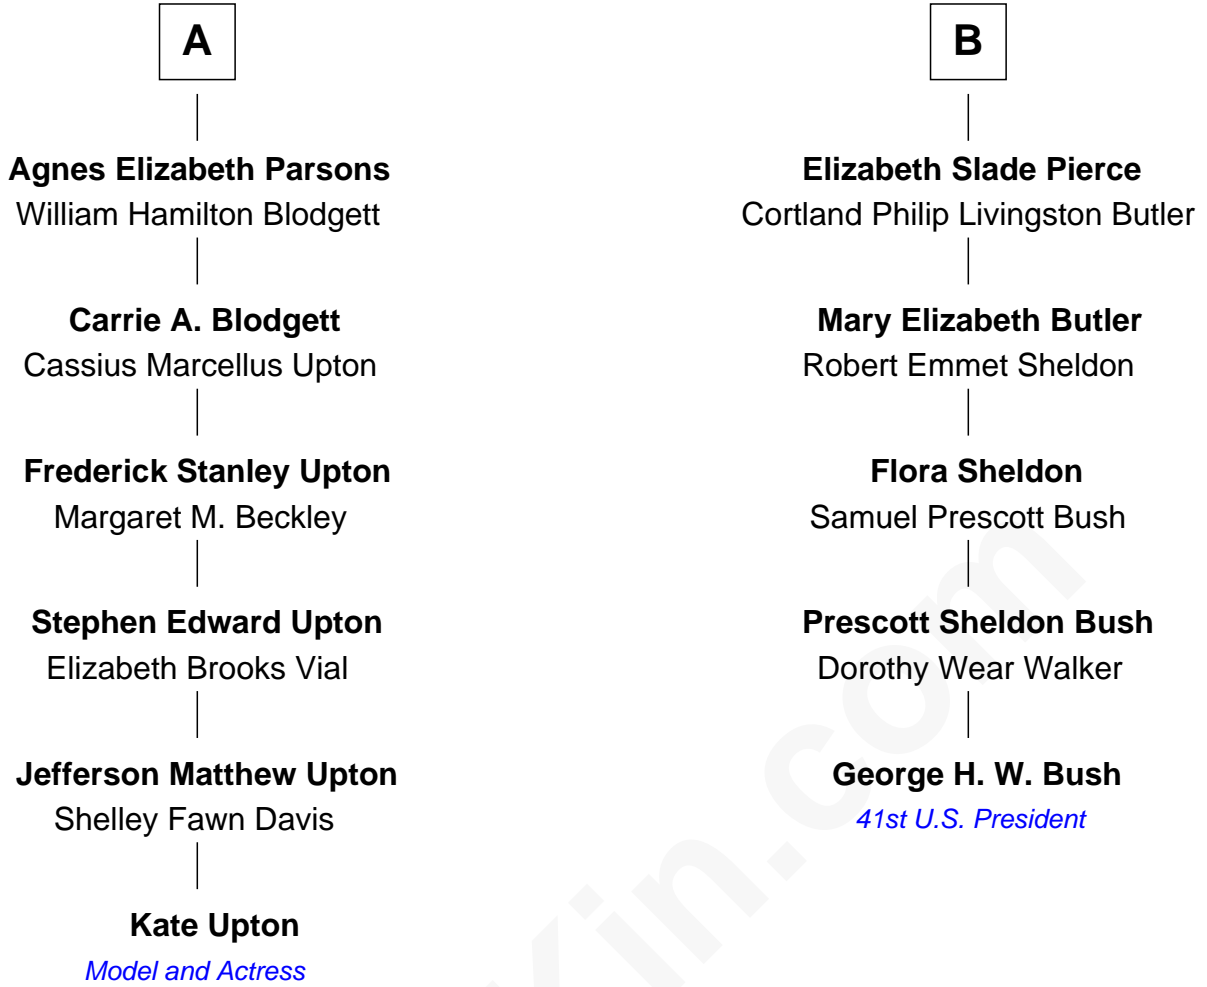 A
Agnes Elizabeth Parsons
William Hamilton Blodgett
Carrie A. Blodgett
Cassius Marcellus Upton
Frederick Stanley Upton
Margaret M. Beckley
Stephen Edward Upton
Elizabeth Brooks Vial
Jefferson Matthew Upton
Shelley Fawn Davis
Kate Upton
Model and Actress
B
Elizabeth Slade Pierce
Cortland Philip Livingston Butler
Mary Elizabeth Butler
Robert Emmet Sheldon
Flora Sheldon
Samuel Prescott Bush
Prescott Sheldon Bush
Dorothy Wear Walker
George H. W. Bush
41st U.S. President
Kin.com